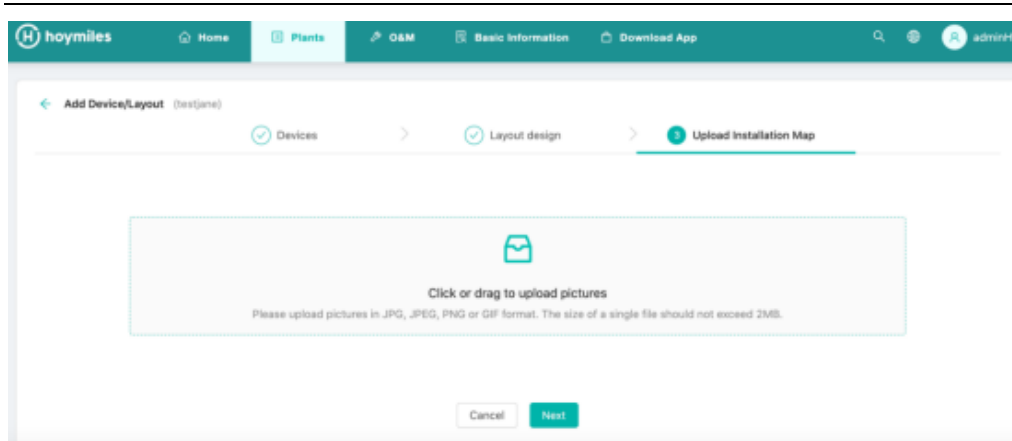 hoymiles Home Plants O&M Basic Information Download App adminH
Add Device/Layout (testjane)
Devices Layout design 3 Upload Installation Map
Click or drag to upload pictures
Please upload pictures in JPG, JPEG, PNG or GIF format. The size of a single file should not exceed 2MB.
Cancel Next